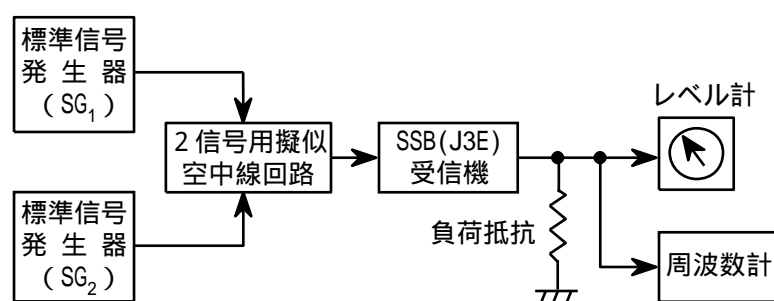 標準信号
発生器
（SG1）
2信号用擬似
空中線回路
SSB(J3E)
受信機
レベル計
標準信号
発生器
（SG2）
負荷抵抗
周波数計